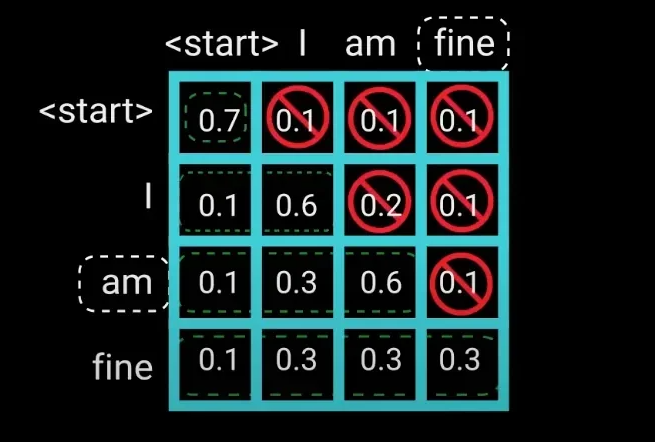 <start> I am fine
<start> 0.7 0.1 0.1 0.1
I 0.1 0.6 0.2 0.1
am 0.1 0.3 0.6 0.1
fine 0.1 0.3 0.3 0.3